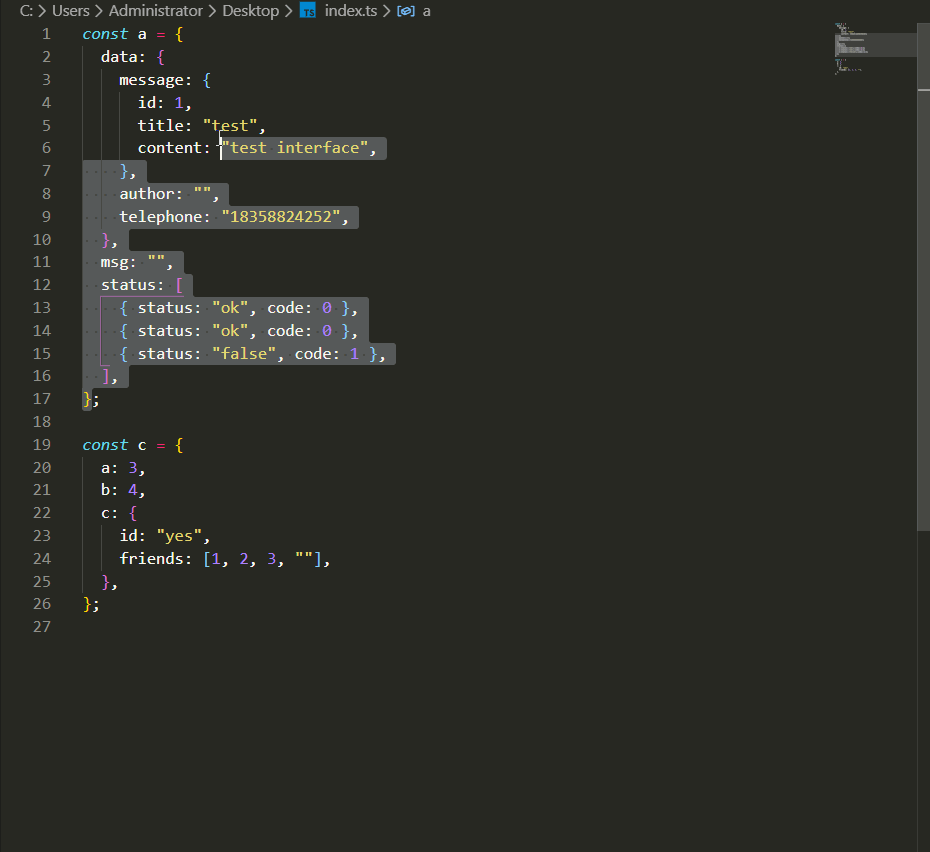 C: > Users > Administrator > Desktop > TS index.ts > a
1 const a = {
2   data: {
3     message: {
4       id: 1,
5       title: "test",
6       content: "test interface",
7     },
8     author: "",
9     telephone: "18358824252",
10   },
11   msg: "",
12   status: [
13     { status: "ok", code: 0 },
14     { status: "ok", code: 0 },
15     { status: "false", code: 1 },
16   ],
17 };
18
19 const c = {
20   a: 3,
21   b: 4,
22   c: {
23     id: "yes",
24     friends: [1, 2, 3, ""],
25   },
26 };
27